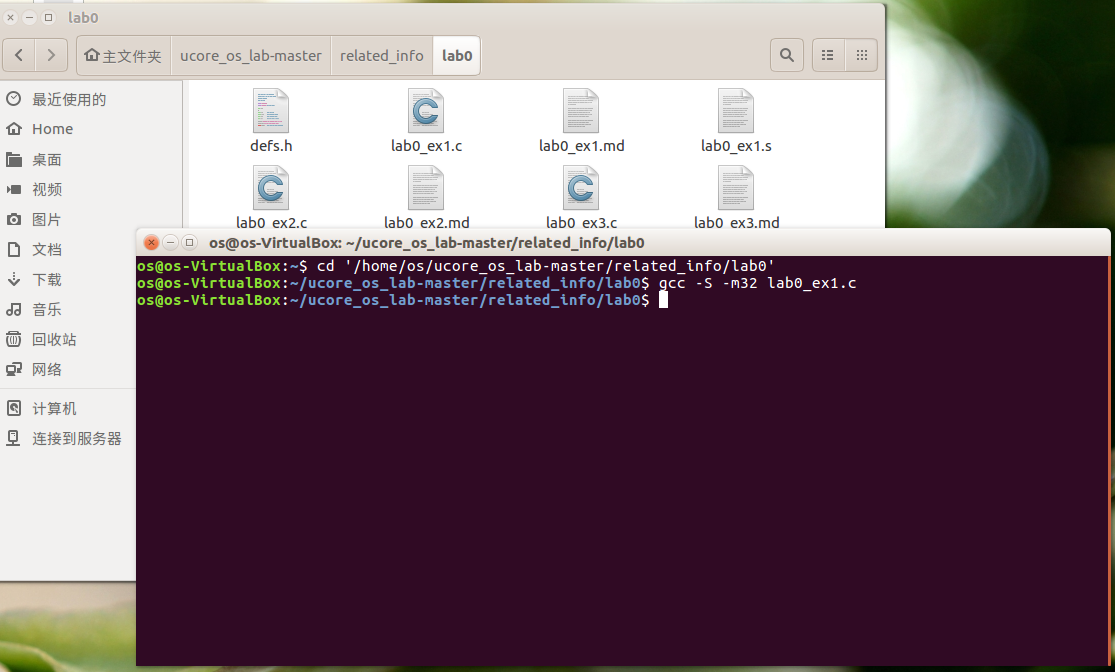 lab0
主文件夹 ucore_os_lab-master related_info lab0
最近使用的
Home
桌面
视频
图片
文档
下载
音乐
回收站
网络
计算机
连接到服务器
defs.h lab0_ex1.c lab0_ex1.md lab0_ex1.s
lab0_ex2.c lab0_ex2.md lab0_ex3.c lab0_ex3.md
os@os-VirtualBox: ~/ucore_os_lab-master/related_info/lab0
os@os-VirtualBox:~$ cd '/home/os/ucore_os_lab-master/related_info/lab0'
os@os-VirtualBox:~/ucore_os_lab-master/related_info/lab0$ gcc -S -m32 lab0_ex1.c
os@os-VirtualBox:~/ucore_os_lab-master/related_info/lab0$